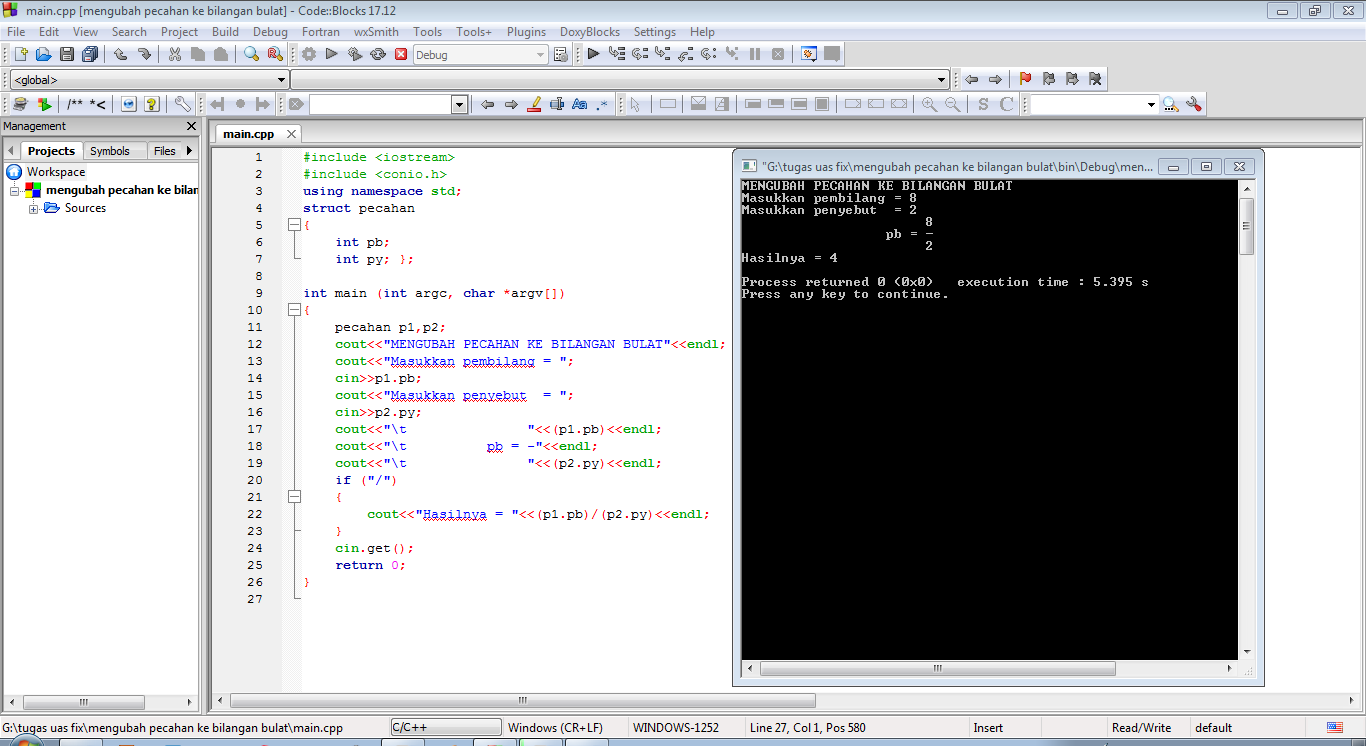 main.cpp [mengubah pecahan ke bilangan bulat] - Code::Blocks 17.12
File Edit View Search Project Build Debug Fortran wxSmith Tools Tools+ Plugins DoxyBlocks Settings Help
Debug
<global>
/** *< Aa .*
S C
Management
Projects Symbols Files
Workspace
mengubah pecahan ke bilan
Sources
main.cpp
1 #include <iostream>
2 #include <conio.h>
3 using namespace std;
4 struct pecahan
5 {
6 int pb;
7 int py; };
8
9 int main (int argc, char *argv[])
10 {
11 pecahan p1,p2;
12 cout<<"MENGUBAH PECAHAN KE BILANGAN BULAT"<<endl;
13 cout<<"Masukkan pembilang = ";
14 cin>>p1.pb;
15 cout<<"Masukkan penyebut  = ";
16 cin>>p2.py;
17 cout<<"\t               "<<(p1.pb)<<endl;
18 cout<<"\t          pb = -"<<endl;
19 cout<<"\t               "<<(p2.py)<<endl;
20 if ("/")
21 {
22 cout<<"Hasilnya = "<<(p1.pb)/(p2.py)<<endl;
23 }
24 cin.get();
25 return 0;
26 }
27
"G:\tugas uas fix\mengubah pecahan ke bilangan bulat\bin\Debug\men...
MENGUBAH PECAHAN KE BILANGAN BULAT
Masukkan pembilang = 8
Masukkan penyebut  = 2
8
pb = -
2
Hasilnya = 4
Process returned 0 (0x0)   execution time : 5.395 s
Press any key to continue.
G:\tugas uas fix\mengubah pecahan ke bilangan bulat\main.cpp C/C++ Windows (CR+LF) WINDOWS-1252 Line 27, Col 1, Pos 580 Insert Read/Write default